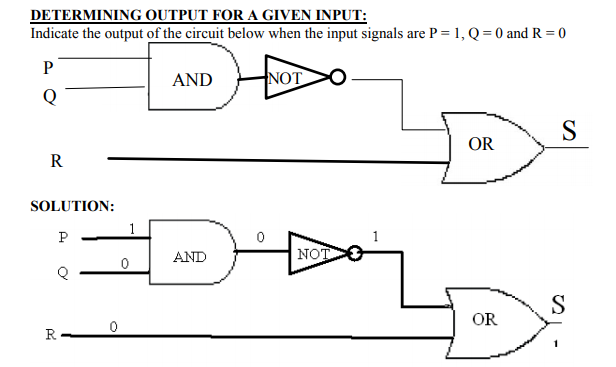 DETERMINING OUTPUT FOR A GIVEN INPUT:
Indicate the output of the circuit below when the input signals are P = 1, Q = 0 and R = 0
P
Q
AND
NOT
R
OR
S
SOLUTION:
P
1
Q
0
AND
0
NOT
1
R
0
OR
S
1